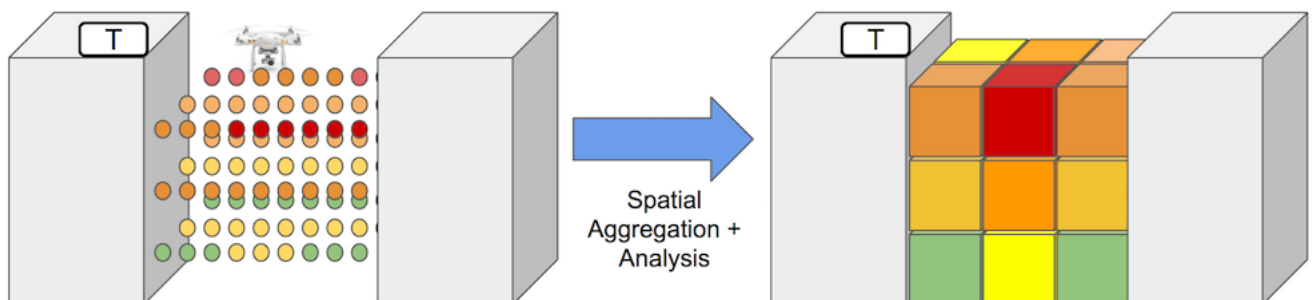 T
T
Spatial
Aggregation +
Analysis